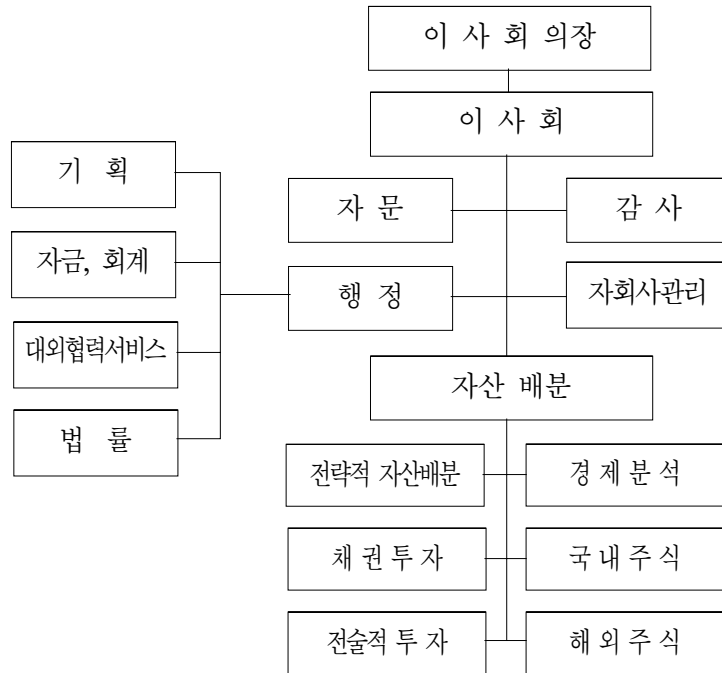 이 사 회 의장
이 사 회
기 획
자 문
감 사
자금, 회계
행 정
자회사관리
대외협력서비스
자산 배분
법 률
전략적 자산배분
경 제 분 석
채 권 투 자
국 내 주 식
전술적 투 자
해 외 주 식